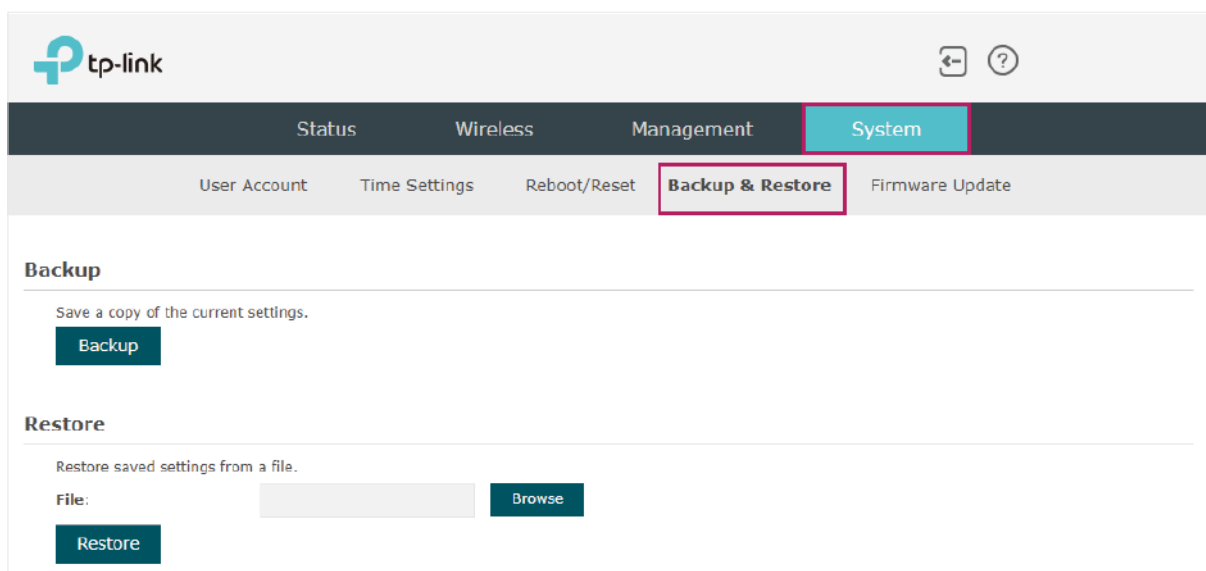 tp-link
Status Wireless Management System
User Account Time Settings Reboot/Reset Backup & Restore Firmware Update
Backup
Save a copy of the current settings.
Backup
Restore
Restore saved settings from a file.
File: Browse
Restore